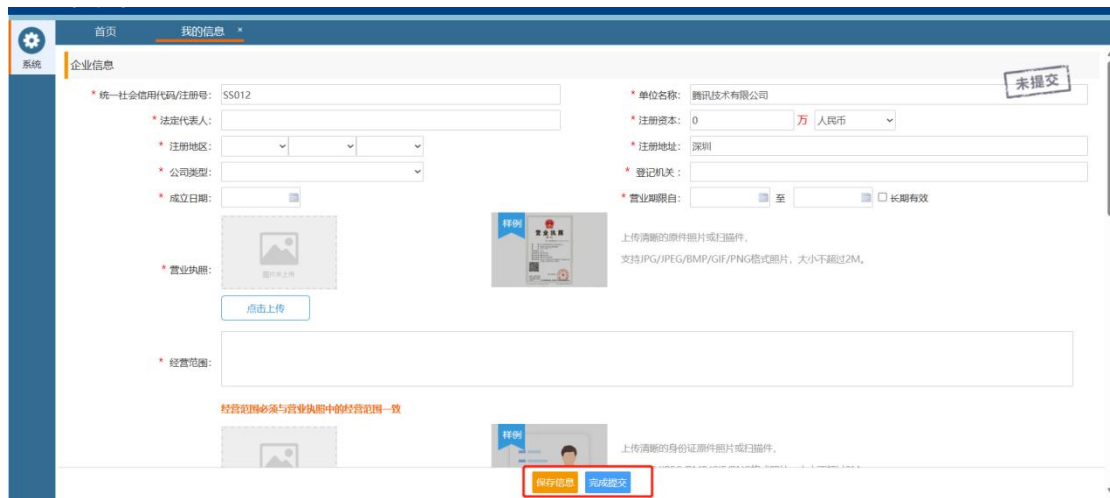 首页 我的信息 ×
系统
企业信息
未提交
* 统一社会信用代码/注册号: SS012 * 单位名称: 腾讯技术有限公司
* 法定代表人: * 注册资本: 0 万 人民币
* 注册地区: * 注册地址: 深圳
* 公司类型: * 登记机关:
* 成立日期: * 营业期限自: 至 长期有效
样例
营业执照
上传清晰的原件照片或扫描件,
支持JPG/JPEG/BMP/GIF/PNG格式照片, 大小不超过2M。
* 营业执照:
图片未上传
点击上传
* 经营范围:
经营范围必须与营业执照中的经营范围一致
样例
上传清晰的身份证原件照片或扫描件,
保存信息 完成提交